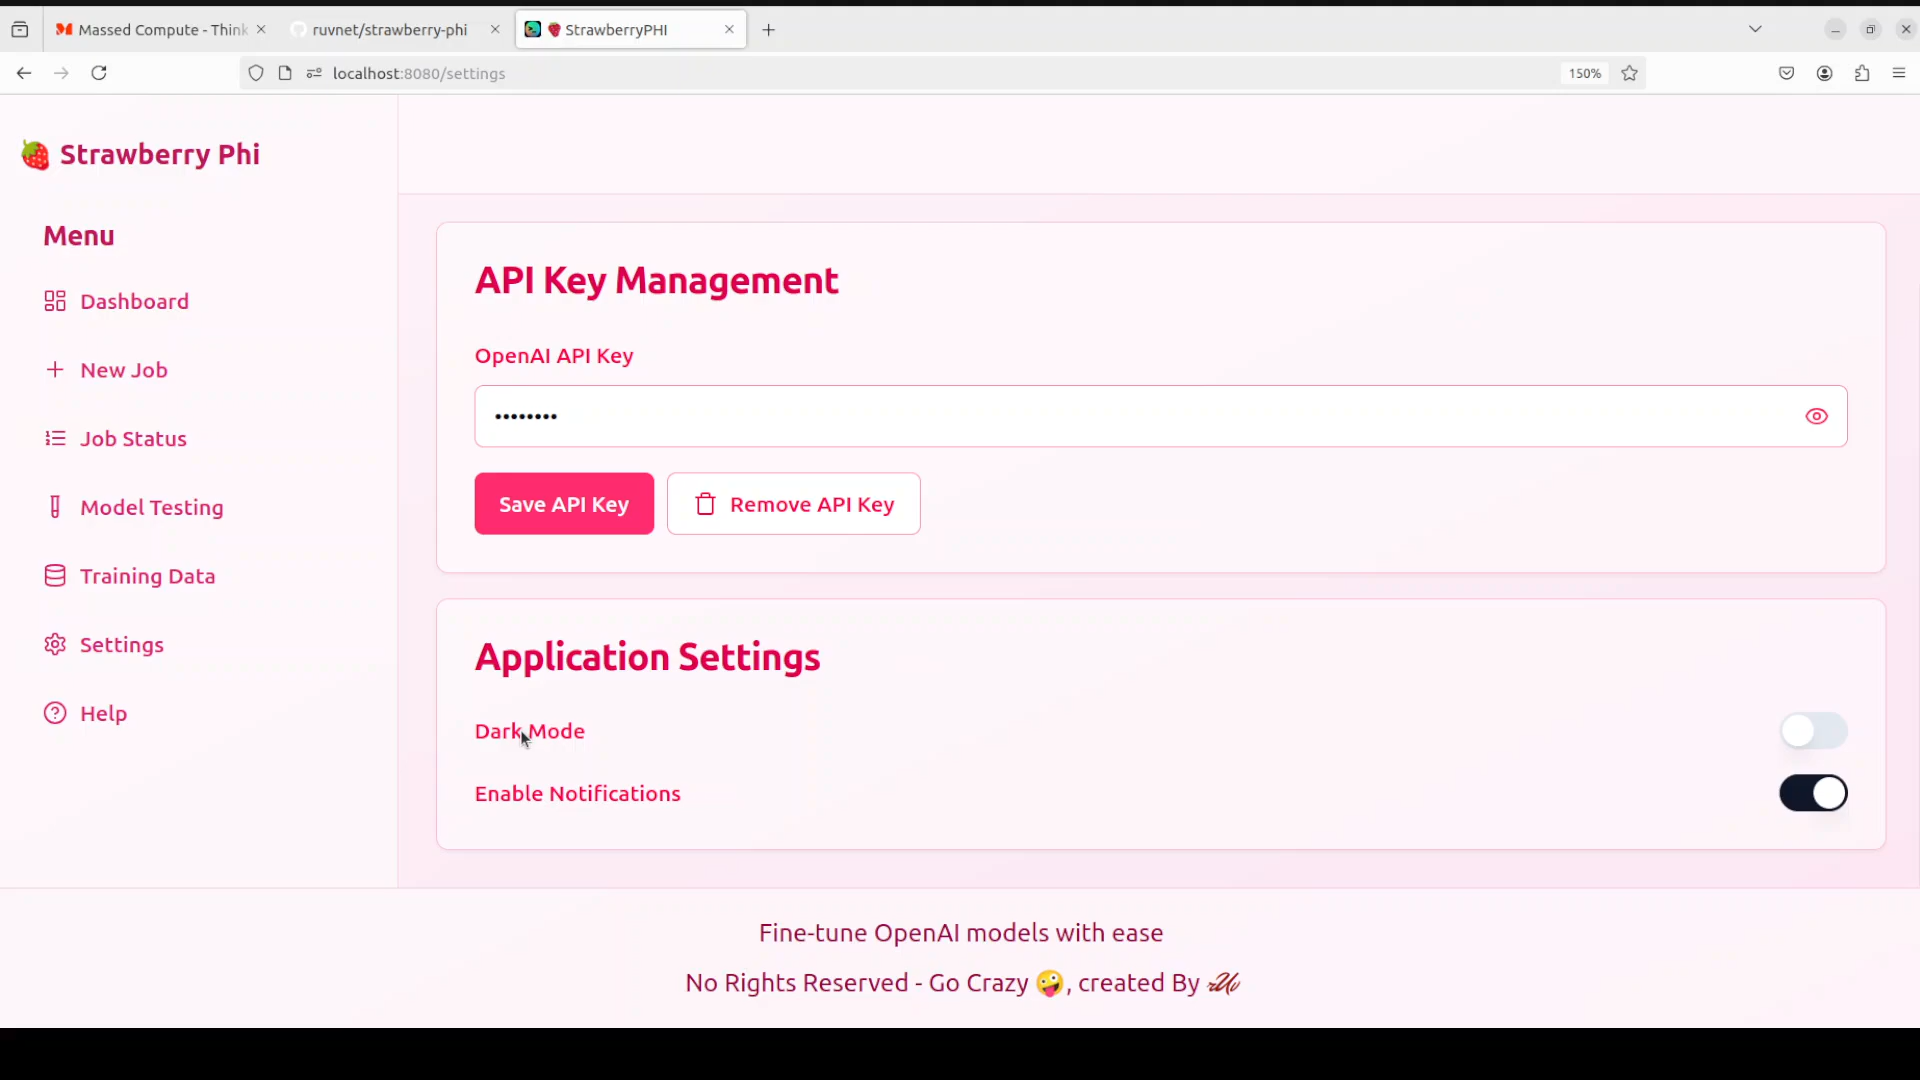 Massed Compute - Think
ruvnet/strawberry-phi
🍓 StrawberryPHI
localhost:8080/settings
150%
🍓 Strawberry Phi
Menu
Dashboard
New Job
Job Status
Model Testing
Training Data
Settings
Help
API Key Management
OpenAI API Key
••••••••
Save API Key
Remove API Key
Application Settings
Dark Mode
Enable Notifications
Fine-tune OpenAI models with ease
No Rights Reserved - Go Crazy 🤪, created By